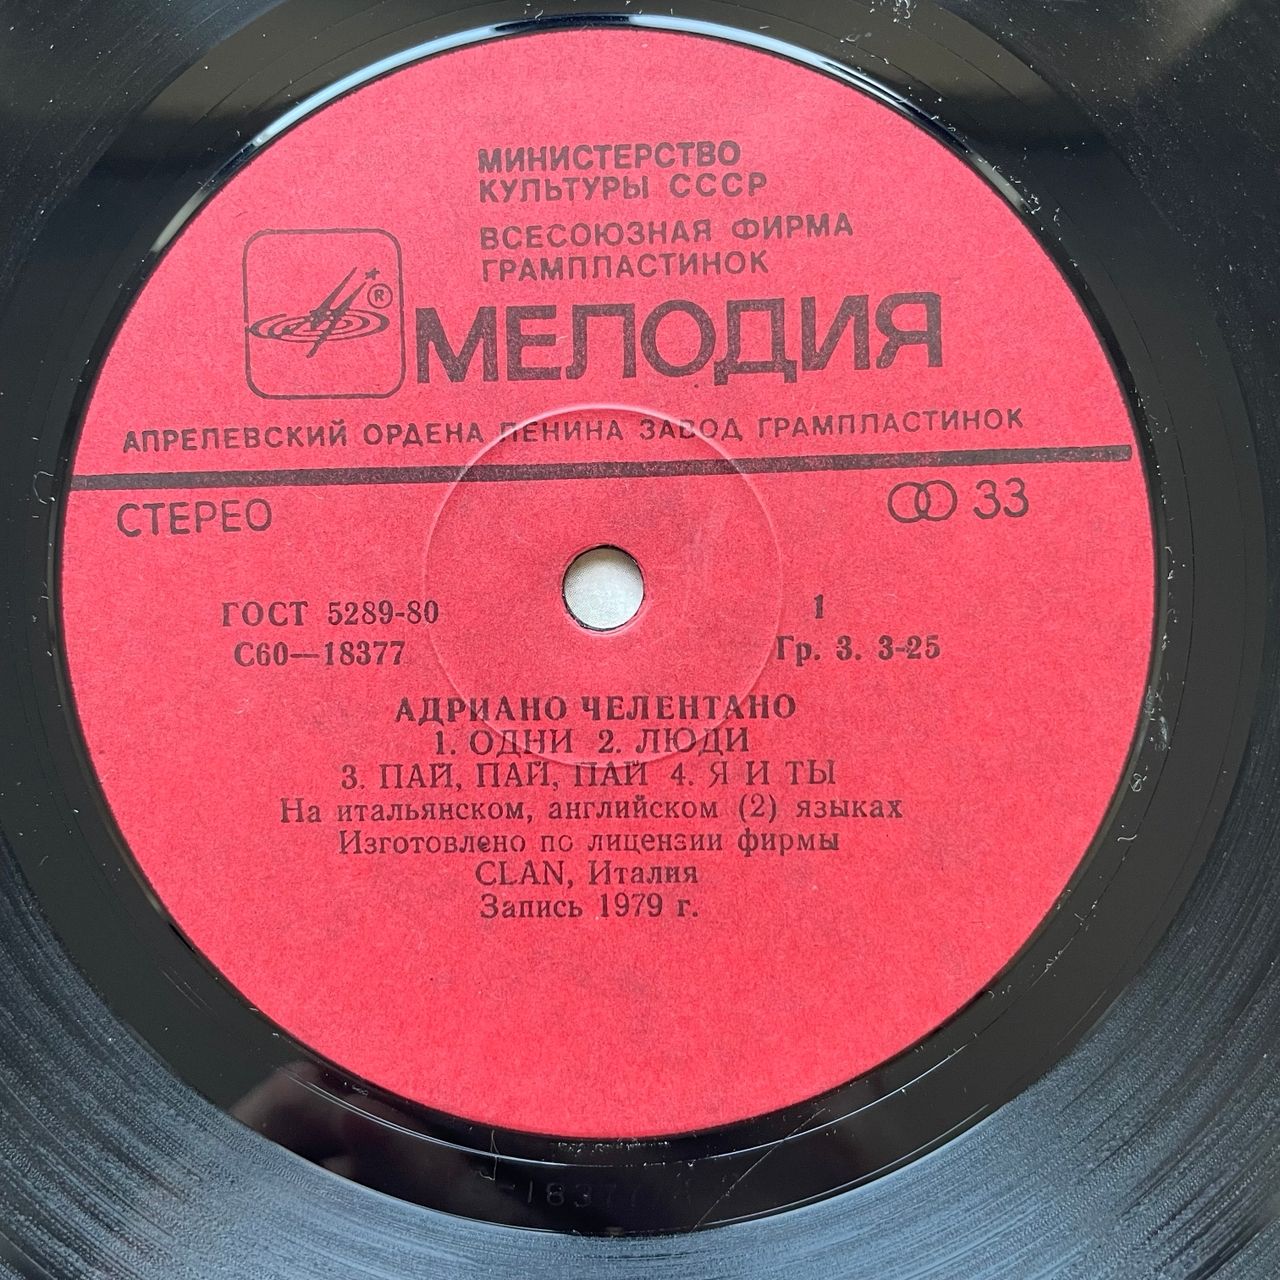 МИНИСТЕРСТВО
КУЛЬТУРЫ СССР
ВСЕСОЮЗНАЯ ФИРМА
ГРАМПЛАСТИНОК
®
МЕЛОДИЯ
АПРЕЛЕВСКИЙ ОРДЕНА ЛЕНИНА ЗАВОД ГРАМПЛАСТИНОК
СТЕРЕО
33
ГОСТ 5289-80
1
С60—18377
Гр. 3. 3-25
АДРИАНО ЧЕЛЕНТАНО
1. ОДНИ 2. ЛЮДИ
3. ПАЙ, ПАЙ, ПАЙ 4. Я И ТЫ
На итальянском, английском (2) языках
Изготовлено по лицензии фирмы
CLAN, Италия
Запись 1979 г.